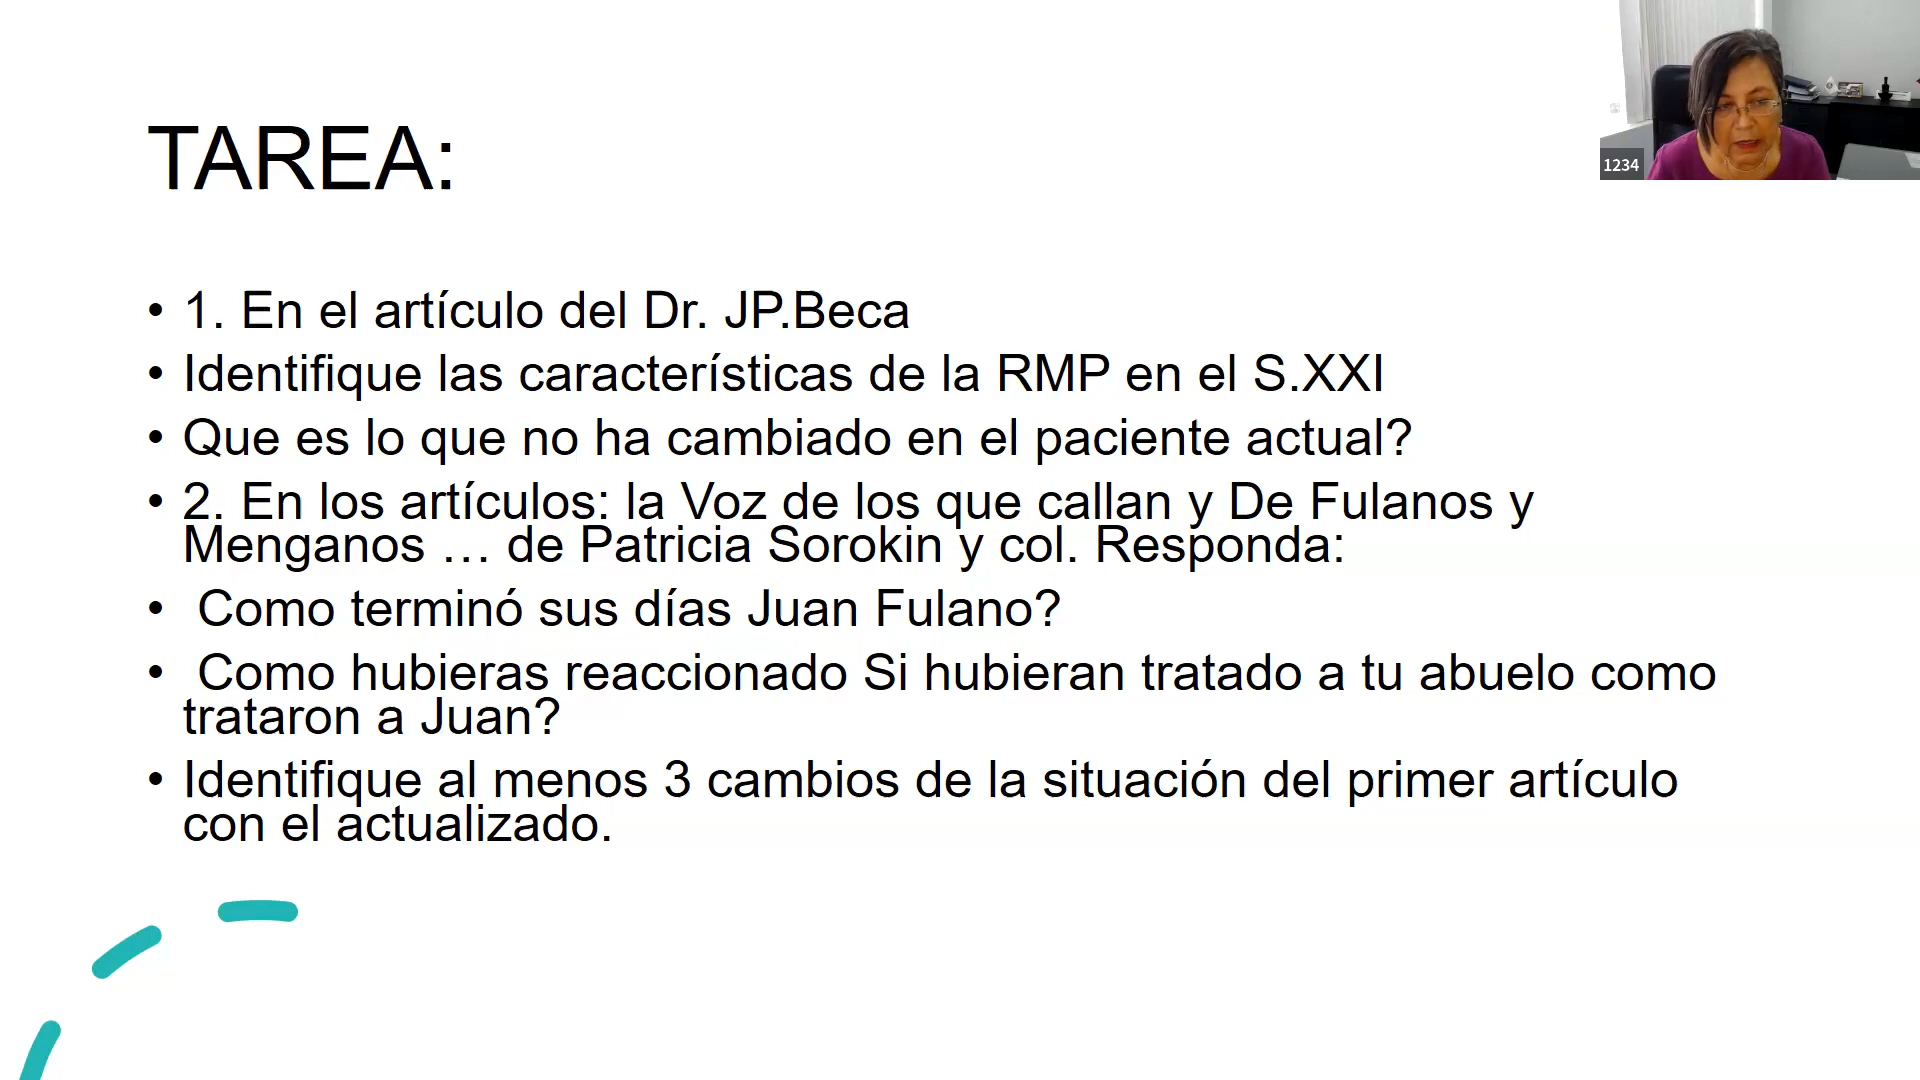 TAREA:
• 1. En el artículo del Dr. JP.Beca
• Identifique las características de la RMP en el S.XXI
• Que es lo que no ha cambiado en el paciente actual?
• 2. En los artículos: la Voz de los que callan y De Fulanos y
Menganos … de Patricia Sorokin y col. Responda:
• Como terminó sus días Juan Fulano?
• Como hubieras reaccionado Si hubieran tratado a tu abuelo como
trataron a Juan?
• Identifique al menos 3 cambios de la situación del primer artículo
con el actualizado.
1234